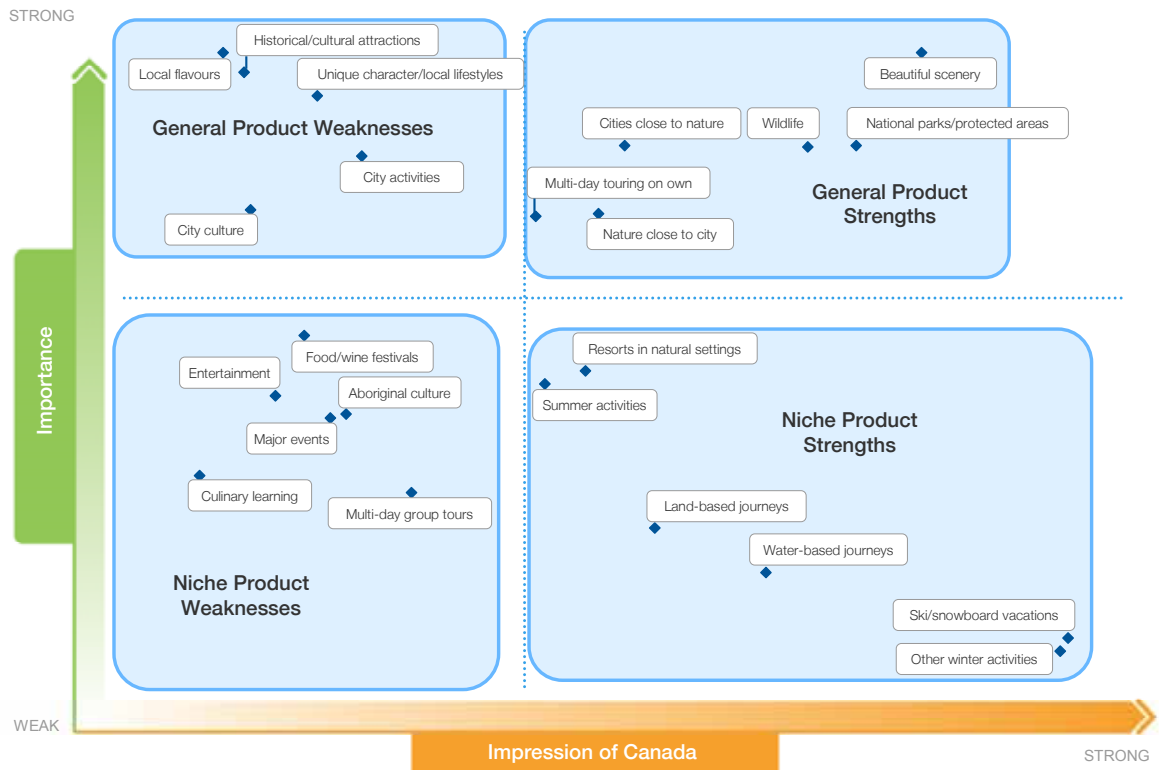 STRONG
Historical/cultural attractions
Local flavours
Unique character/local lifestyles
General Product Weaknesses
City activities
City culture
Beautiful scenery
Cities close to nature
Wildlife
National parks/protected areas
Multi-day touring on own
General Product
Strengths
Nature close to city
Importance
Food/wine festivals
Entertainment
Aboriginal culture
Major events
Culinary learning
Multi-day group tours
Niche Product
Weaknesses
Resorts in natural settings
Summer activities
Niche Product
Strengths
Land-based journeys
Water-based journeys
Ski/snowboard vacations
Other winter activities
WEAK
Impression of Canada
STRONG